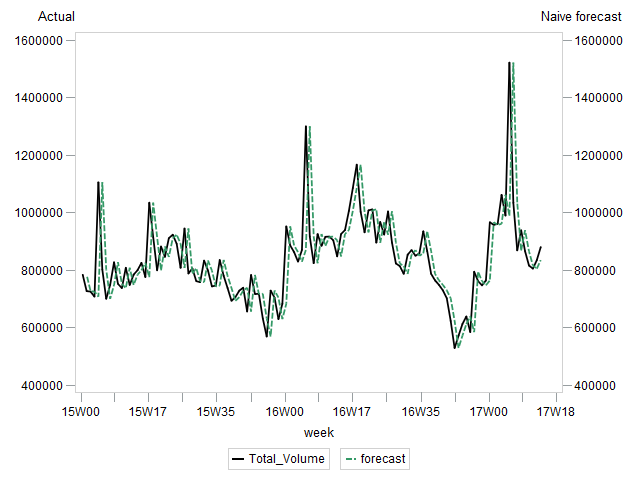 Actual Naive forecast
1600000 1600000
1400000 1400000
1200000 1200000
1000000 1000000
800000 800000
600000 600000
400000 400000
15W00 15W17 15W35 16W00 16W17 16W35 17W00 17W18
week
Total_Volume forecast